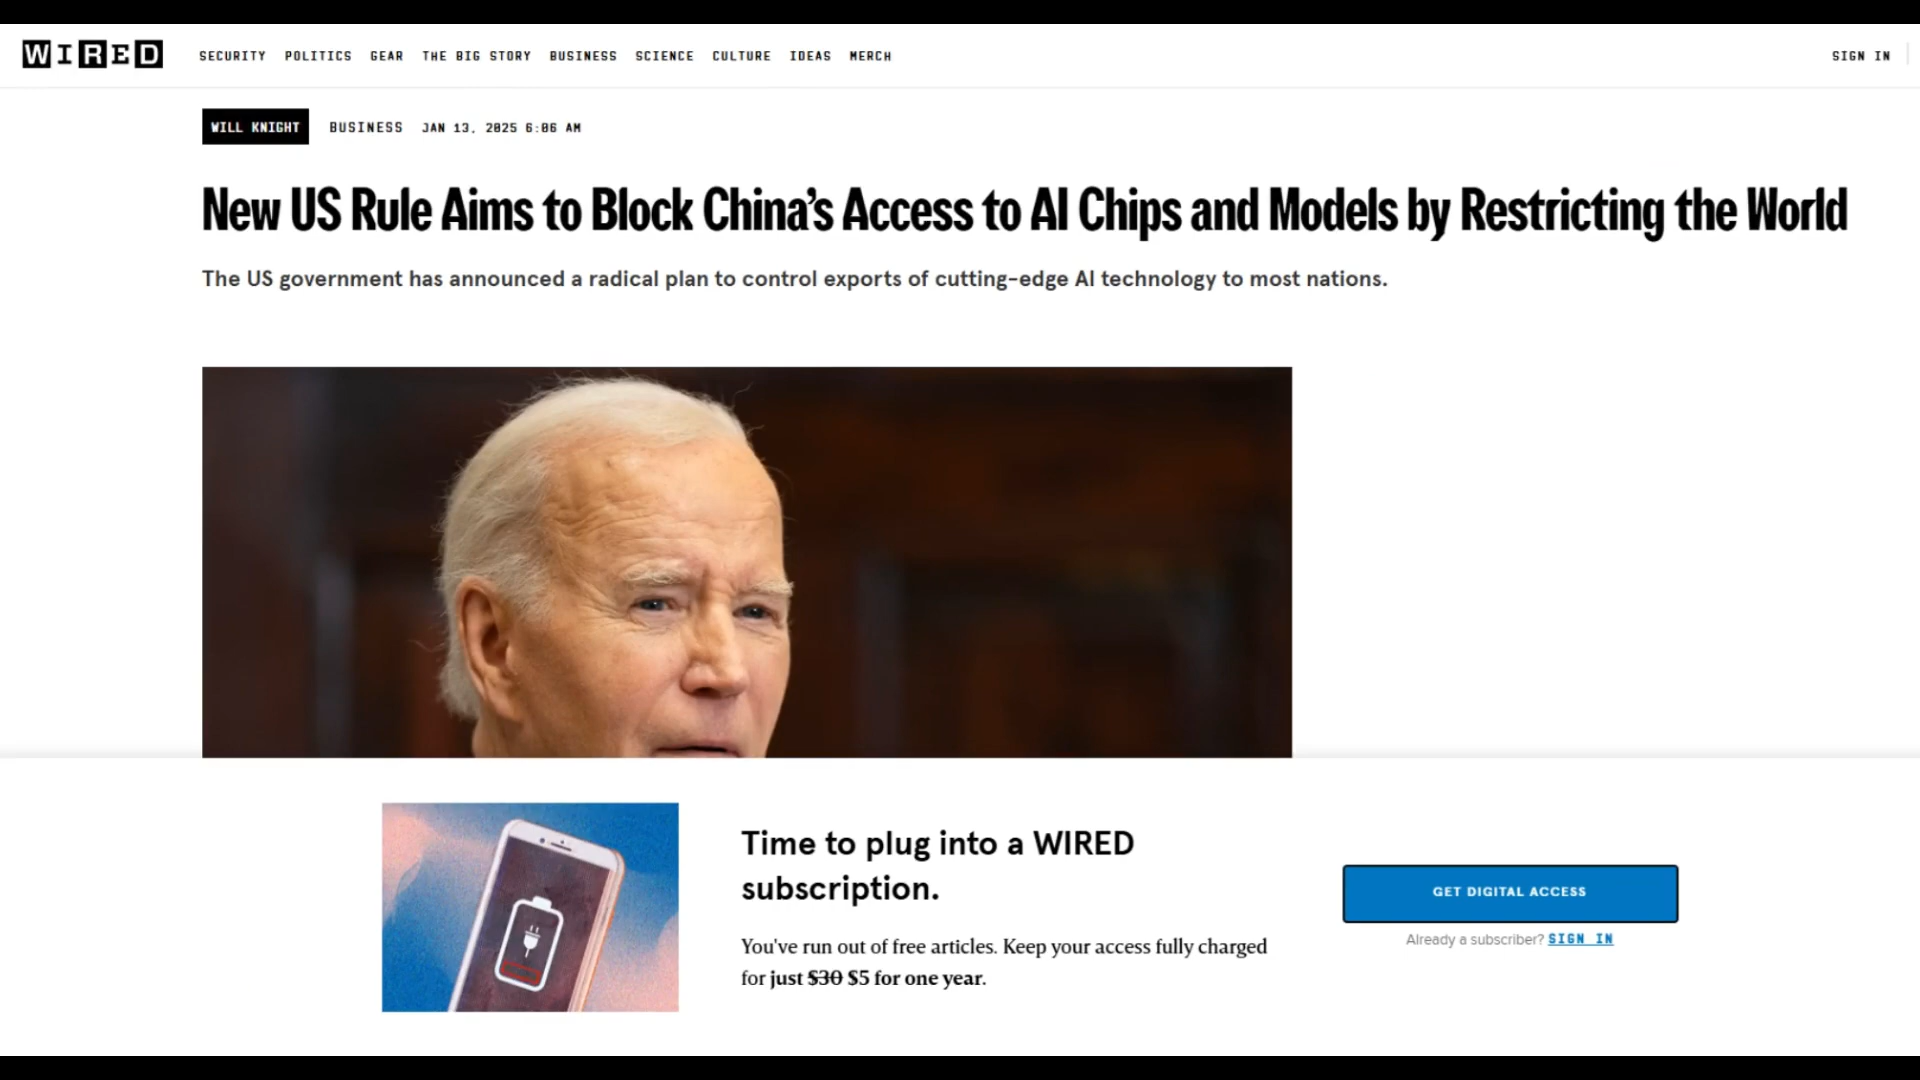 WIRED
SECURITY POLITICS GEAR THE BIG STORY BUSINESS SCIENCE CULTURE IDEAS MERCH
SIGN IN
WILL KNIGHT BUSINESS JAN 13, 2025 6:06 AM
New US Rule Aims to Block China's Access to AI Chips and Models by Restricting the World
The US government has announced a radical plan to control exports of cutting-edge AI technology to most nations.
Time to plug into a WIRED
subscription.
You've run out of free articles. Keep your access fully charged
for just $30 $5 for one year.
GET DIGITAL ACCESS
Already a subscriber? SIGN IN